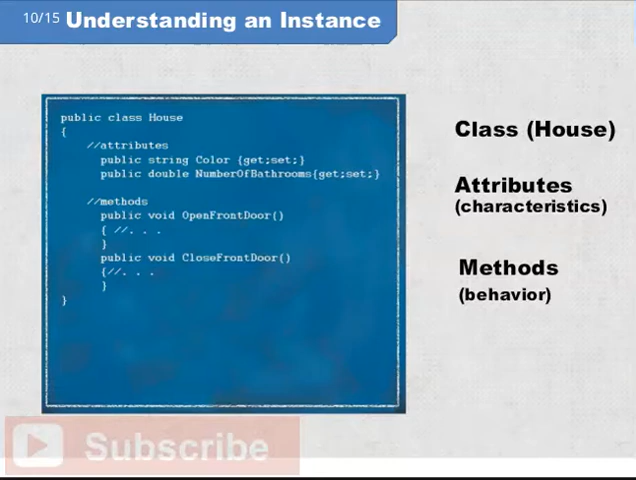 10/15 Understanding an Instance
public class House
{
//attributes
public string Color {get;set;}
public double NumberOfBathrooms{get;set;}
//methods
public void OpenFrontDoor()
{ //. . .
}
public void CloseFrontDoor()
{//. . .
}
}
Class (House)
Attributes
(characteristics)
Methods
(behavior)
Subscribe